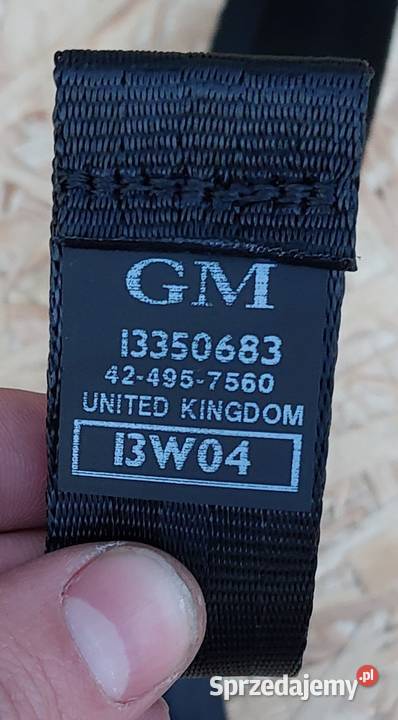 GM
13350683
42-495-7560
UNITED KINGDOM
13W04
Sprzedajemy.pl